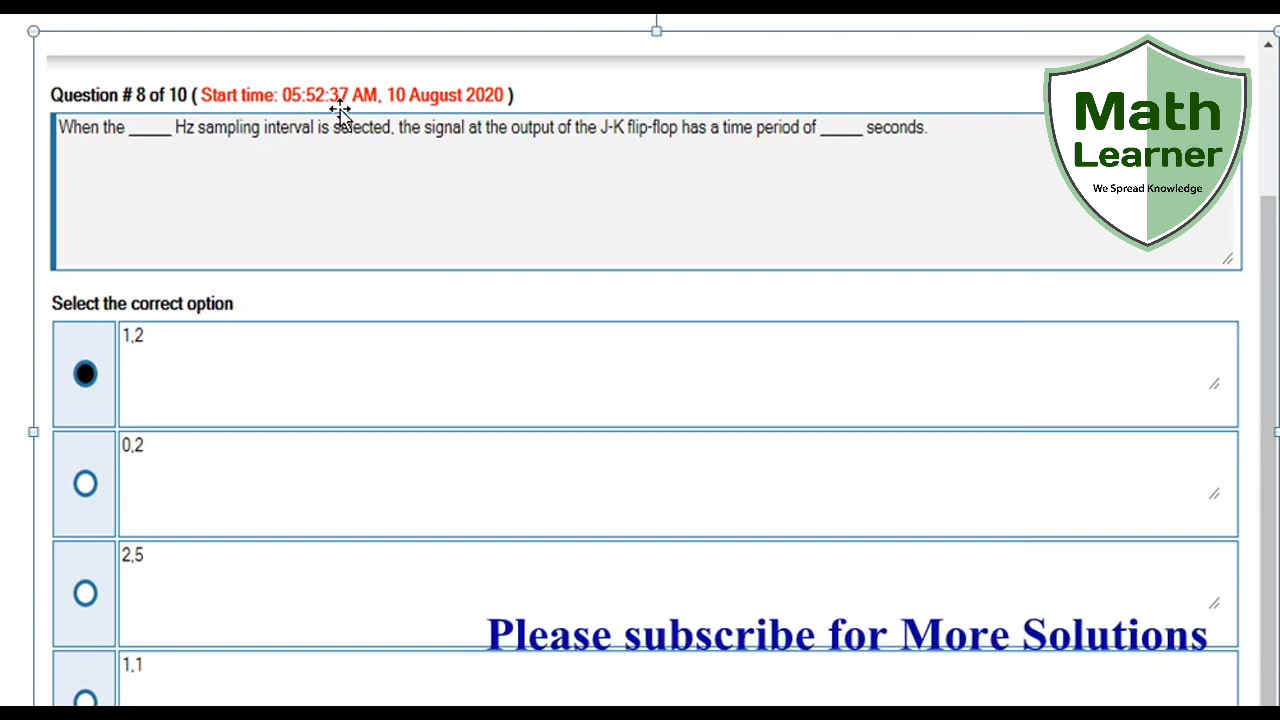 Question # 8 of 10 ( Start time: 05:52:37 AM, 10 August 2020 )
When the _____ Hz sampling interval is selected, the signal at the output of the J-K flip-flop has a time period of _____ seconds.
Math
Learner
We Spread Knowledge
Select the correct option
1,2
0,2
2,5
Please subscribe for More Solutions
1,1